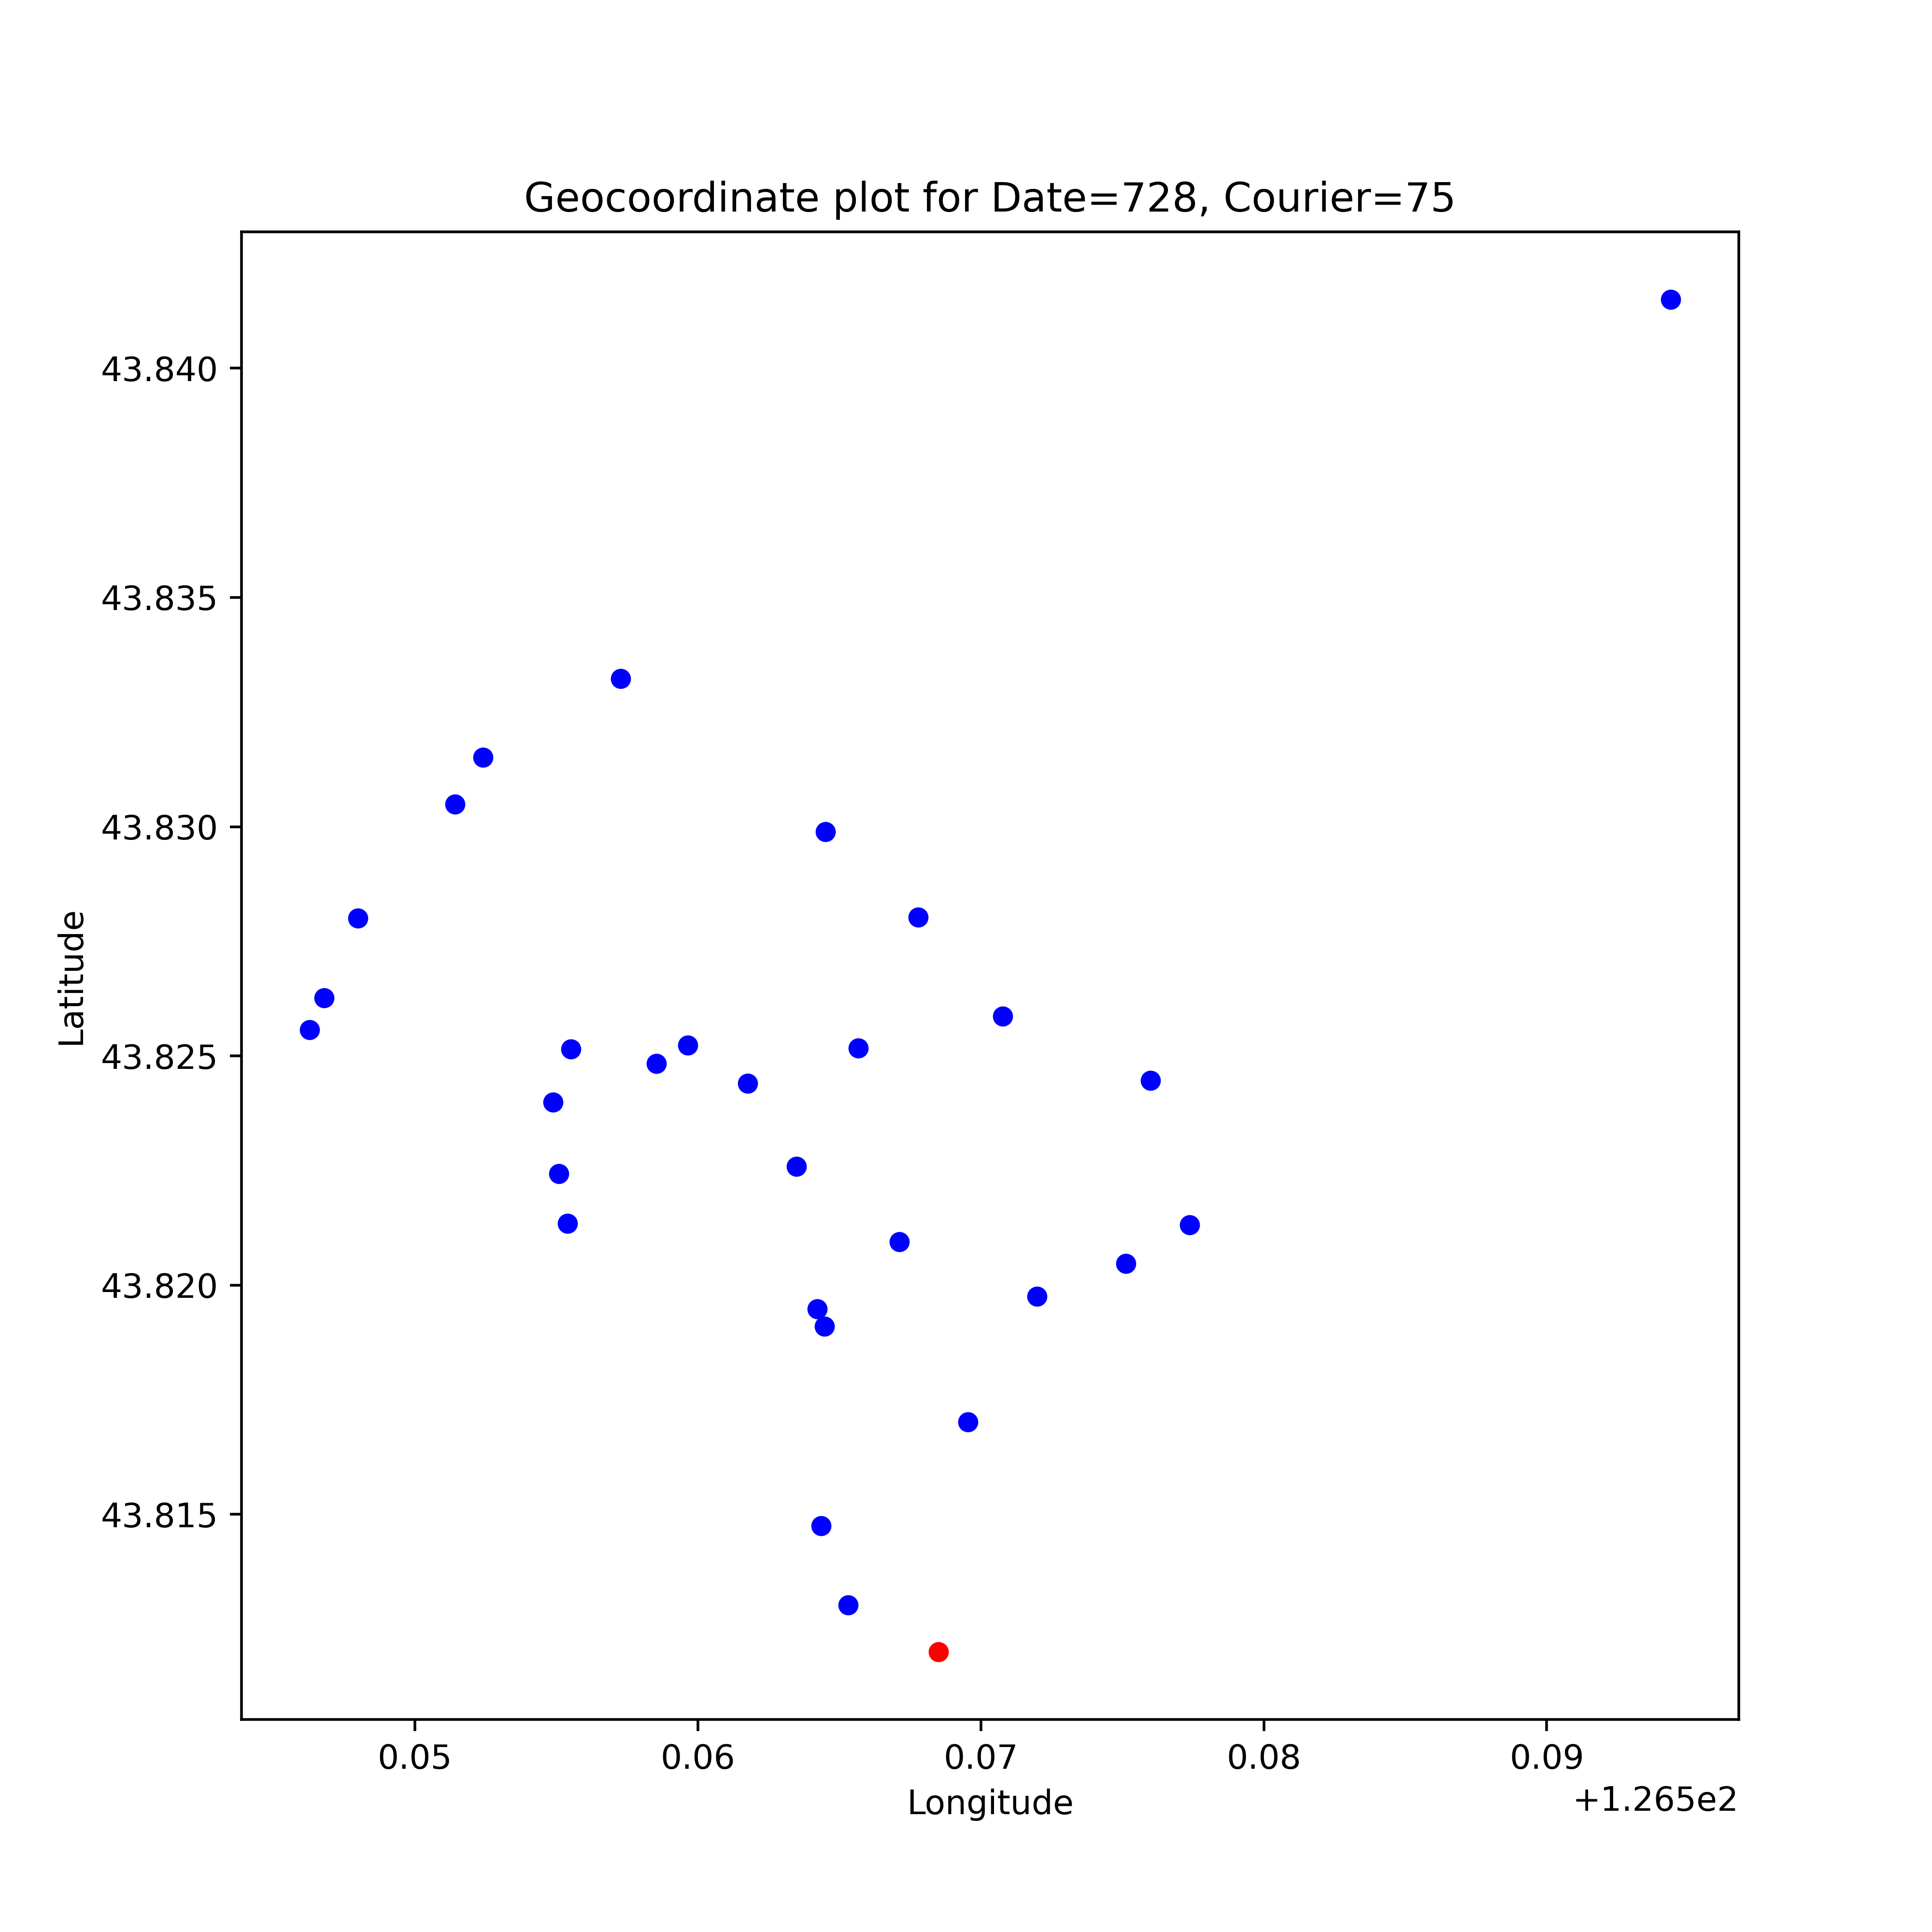 Geocoordinate plot for Date=728, Courier=75
43.840
43.835
43.830
43.825
43.820
43.815
Latitude
0.05 0.06 0.07 0.08 0.09
Longitude
+1.265e2